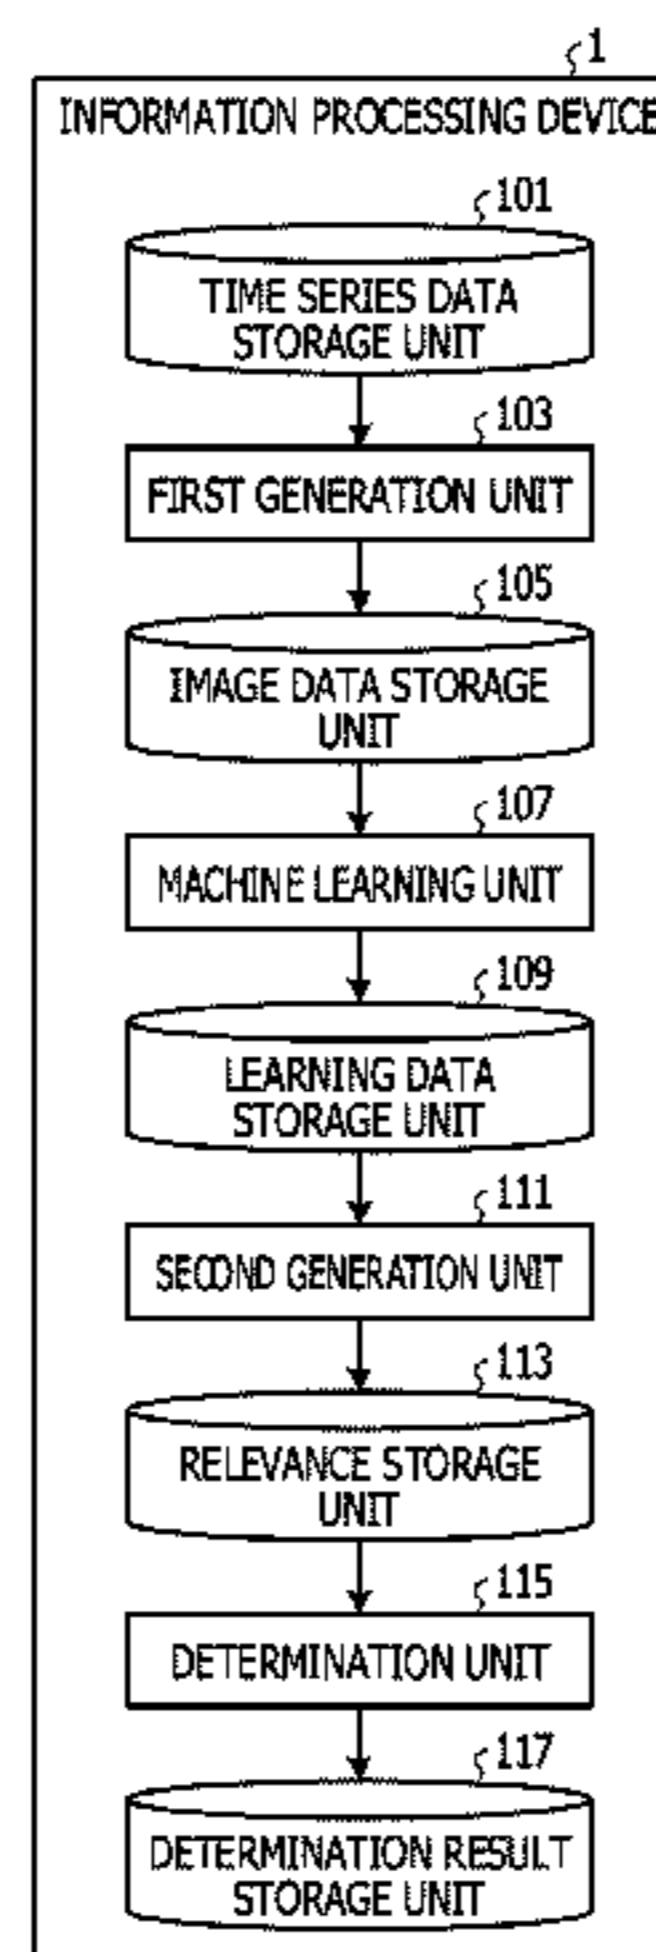 1
INFORMATION PROCESSING DEVICE
101
TIME SERIES DATA
STORAGE UNIT
103
FIRST GENERATION UNIT
105
IMAGE DATA STORAGE
UNIT
107
MACHINE LEARNING UNIT
109
LEARNING DATA
STORAGE UNIT
111
SECOND GENERATION UNIT
113
RELEVANCE STORAGE
UNIT
115
DETERMINATION UNIT
117
DETERMINATION RESULT
STORAGE UNIT